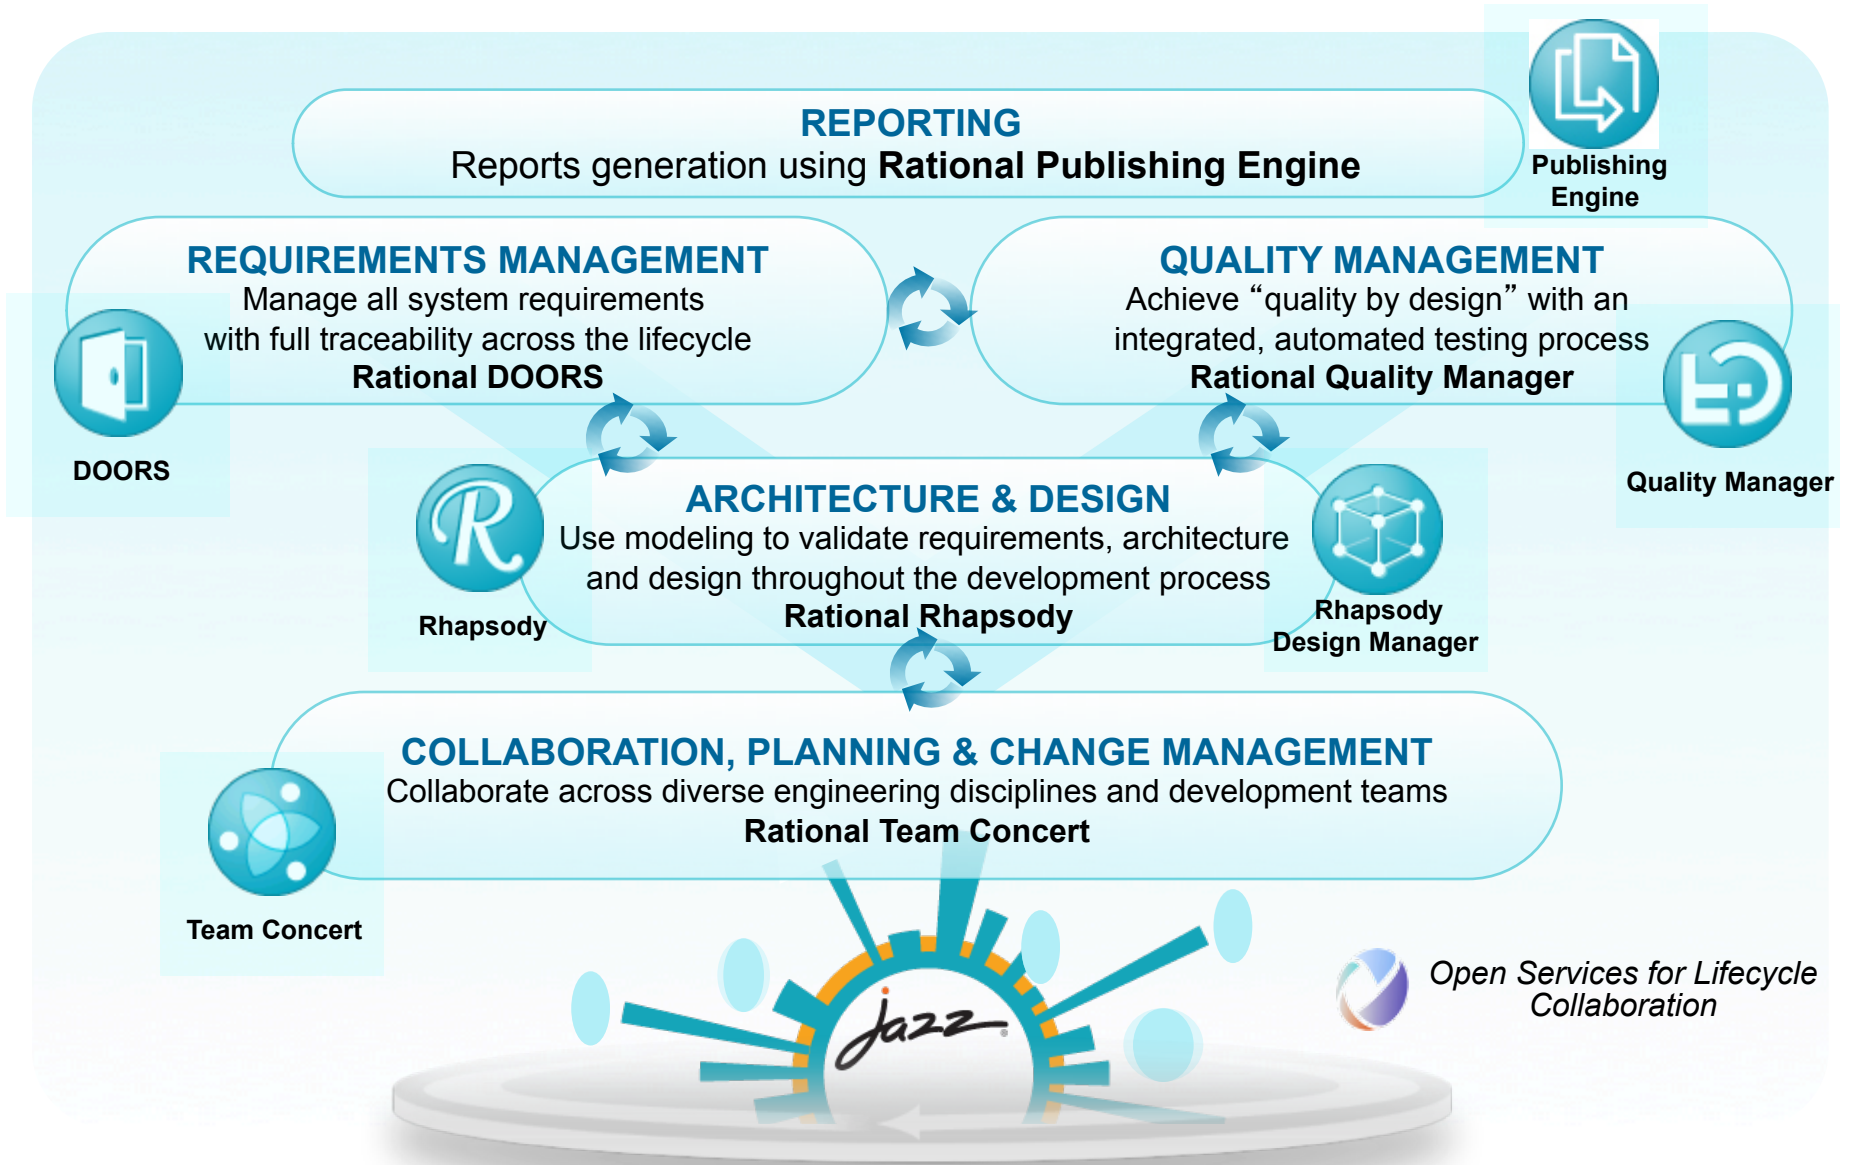 REPORTING
Reports generation using Rational Publishing Engine
Publishing
Engine
REQUIREMENTS MANAGEMENT
Manage all system requirements
with full traceability across the lifecycle
Rational DOORS
DOORS
QUALITY MANAGEMENT
Achieve “quality by design” with an
integrated, automated testing process
Rational Quality Manager
Quality Manager
ARCHITECTURE & DESIGN
Use modeling to validate requirements, architecture
and design throughout the development process
Rational Rhapsody
R
Rhapsody
Rhapsody
Design Manager
COLLABORATION, PLANNING & CHANGE MANAGEMENT
Collaborate across diverse engineering disciplines and development teams
Rational Team Concert
Team Concert
jazz
Open Services for Lifecycle
Collaboration